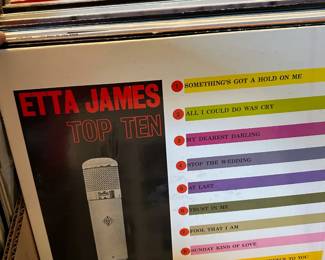 ETTA JAMES
TOP TEN
1 SOMETHING'S GOT A HOLD ON ME
2 ALL I COULD DO WAS CRY
3 MY DEAREST DARLING
4 STOP THE WEDDING
5 AT LAST
6 TRUST IN ME
7 FOOL THAT I AM
8 SUNDAY KIND OF LOVE
TO YOU